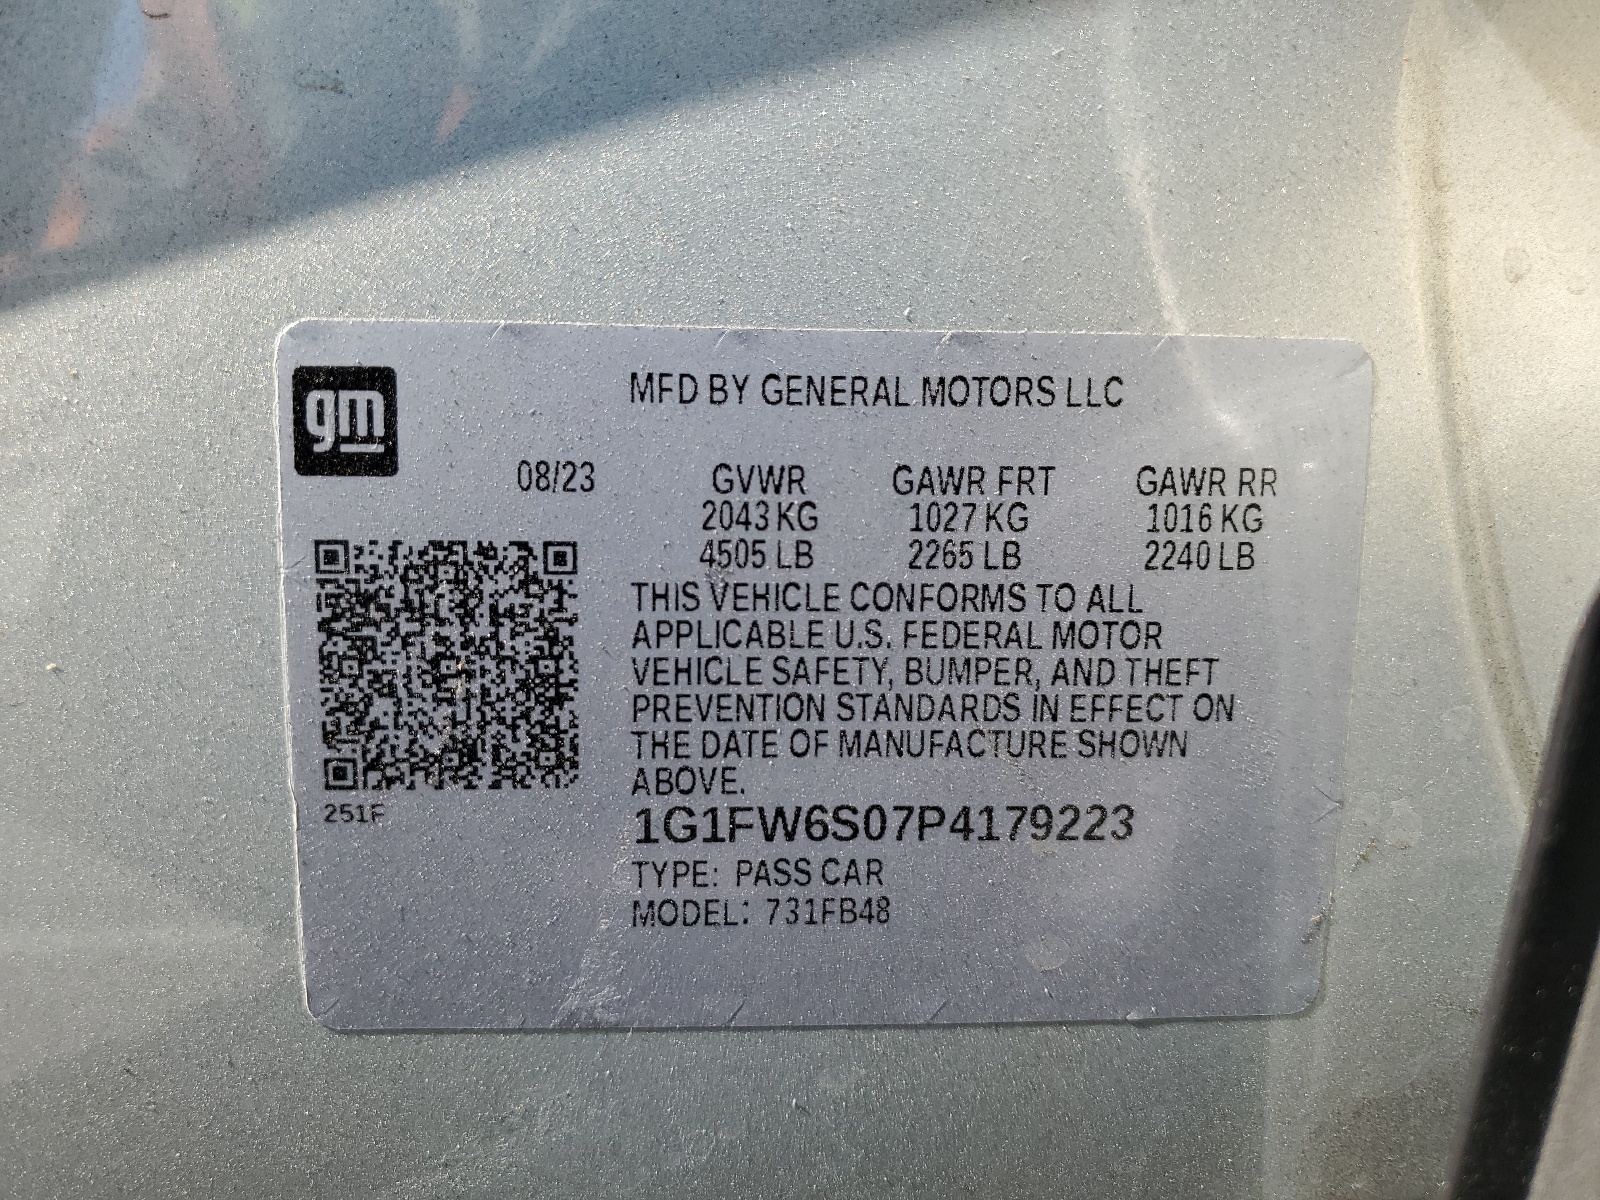 gm
MFD BY GENERAL MOTORS LLC
08/23 GVWR GAWR FRT GAWR RR
2043 KG 1027 KG 1016 KG
4505 LB 2265 LB 2240 LB
THIS VEHICLE CONFORMS TO ALL
APPLICABLE U.S. FEDERAL MOTOR
VEHICLE SAFETY, BUMPER, AND THEFT
PREVENTION STANDARDS IN EFFECT ON
THE DATE OF MANUFACTURE SHOWN
ABOVE.
251F
1G1FW6S07P4179223
TYPE: PASS CAR
MODEL: 731FB48